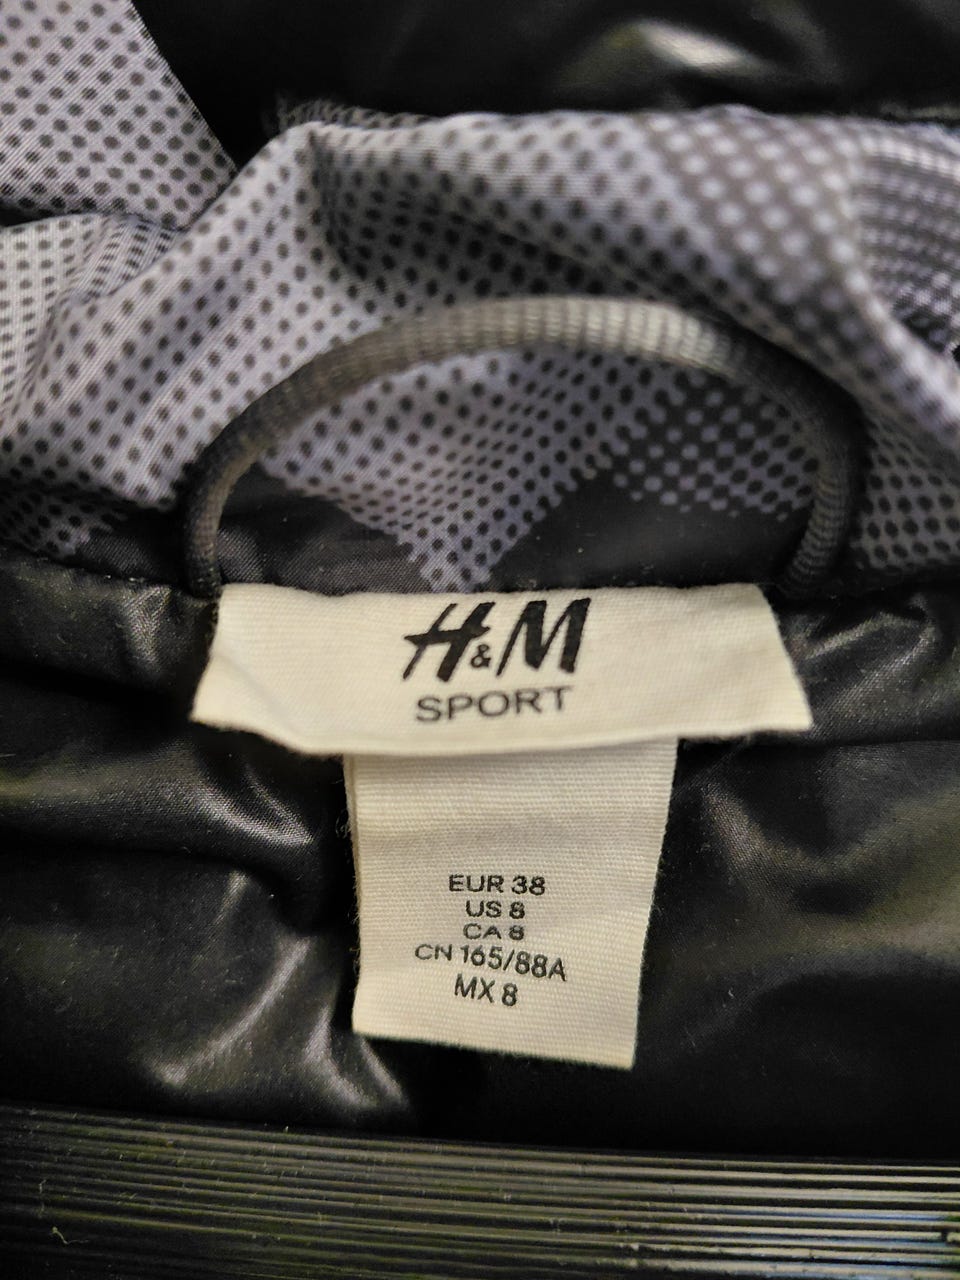 H&M
SPORT
EUR 38
US 8
CA 8
CN 165/88A
MX 8